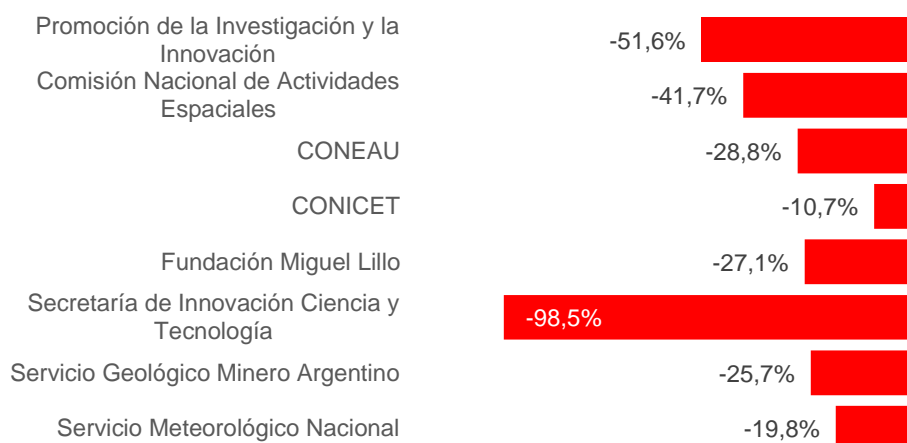 Promoción de la Investigación y la
Innovación
-51,6%
Comisión Nacional de Actividades
Espaciales
-41,7%
CONEAU
-28,8%
CONICET
-10,7%
Fundación Miguel Lillo
-27,1%
Secretaría de Innovación Ciencia y
Tecnología
-98,5%
Servicio Geológico Minero Argentino
-25,7%
Servicio Meteorológico Nacional
-19,8%